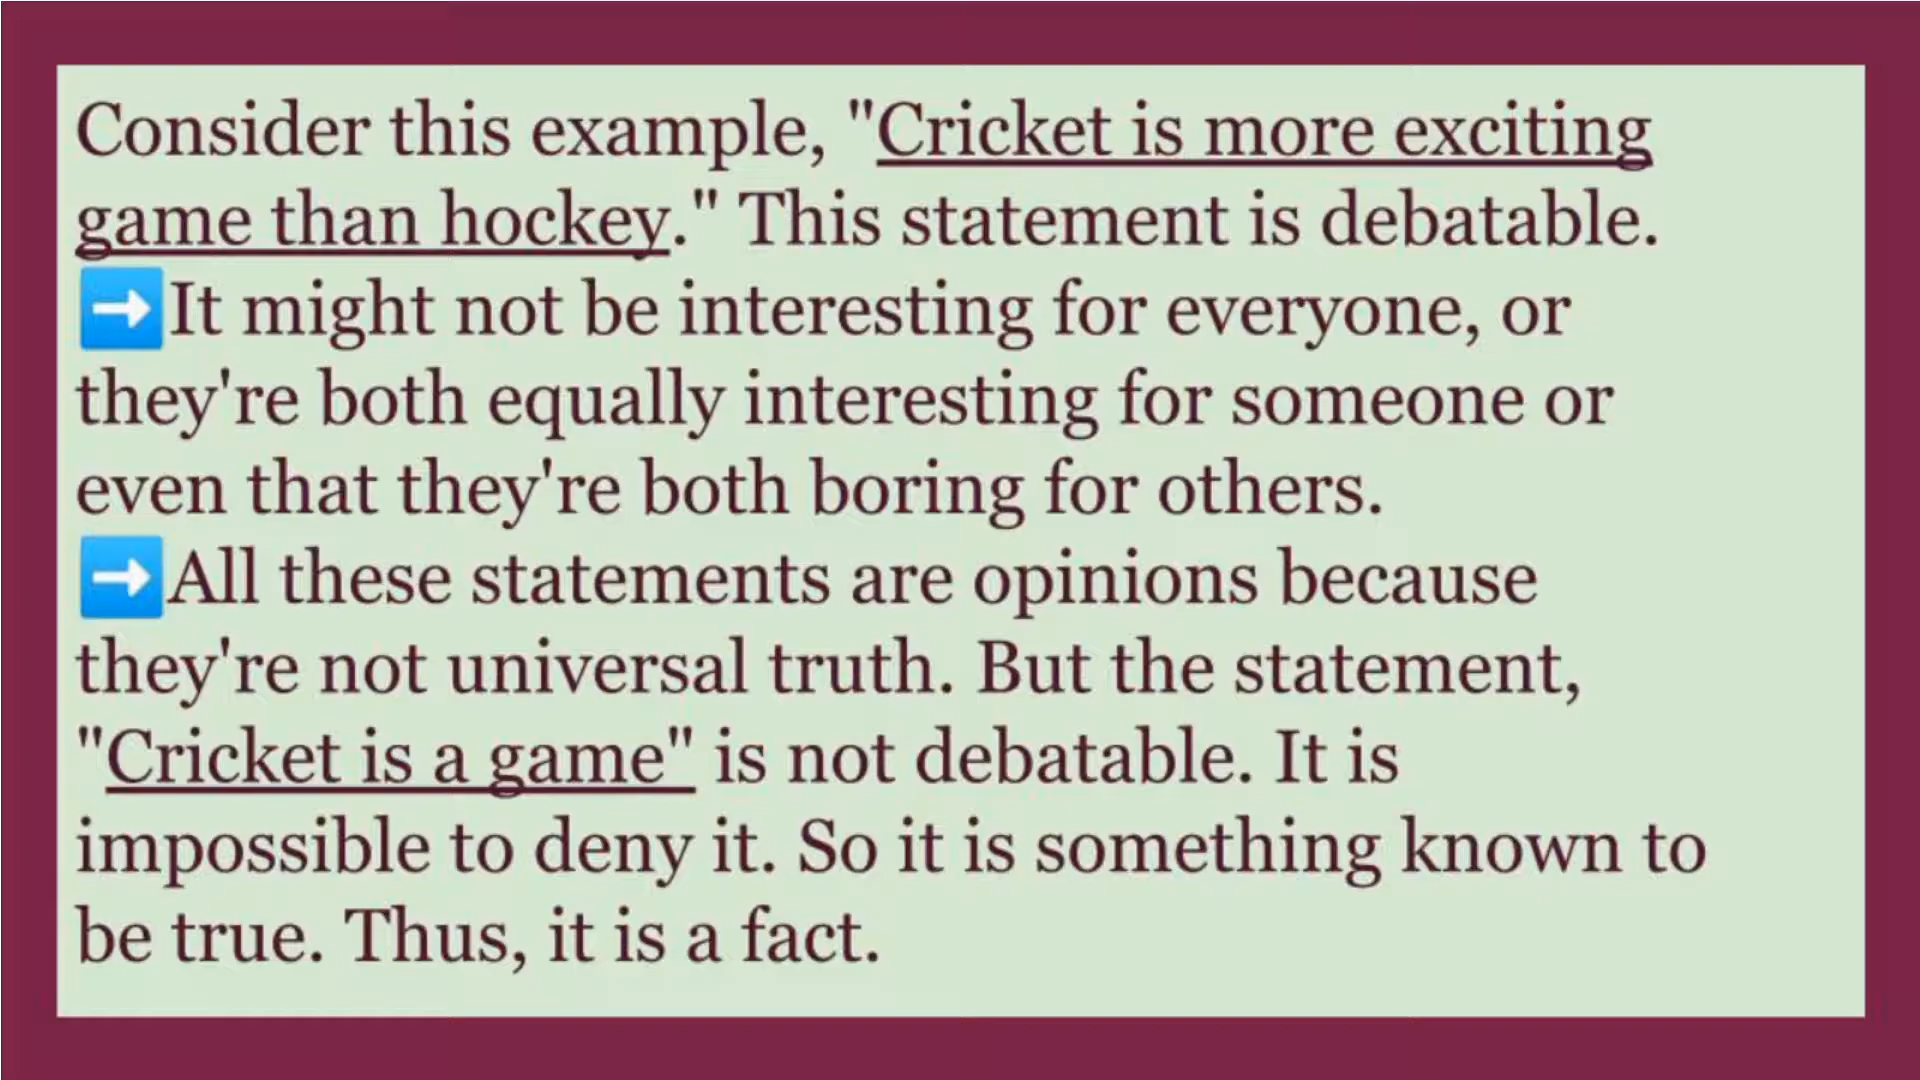 Consider this example, "Cricket is more exciting
game than hockey." This statement is debatable.
➡️It might not be interesting for everyone, or
they're both equally interesting for someone or
even that they're both boring for others.
➡️All these statements are opinions because
they're not universal truth. But the statement,
"Cricket is a game" is not debatable. It is
impossible to deny it. So it is something known to
be true. Thus, it is a fact.